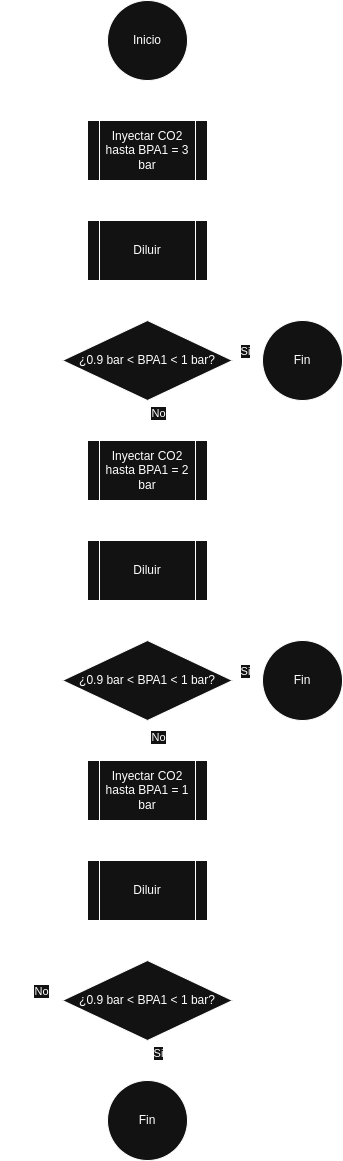 Inicio
Inyectar CO2
hasta BPA1 = 3
bar
Diluir
¿0.9 bar < BPA1 < 1 bar?
Sí
Fin
No
Inyectar CO2
hasta BPA1 = 2
bar
Diluir
¿0.9 bar < BPA1 < 1 bar?
Sí
Fin
No
Inyectar CO2
hasta BPA1 = 1
bar
Diluir
¿0.9 bar < BPA1 < 1 bar?
No
Sí
Fin